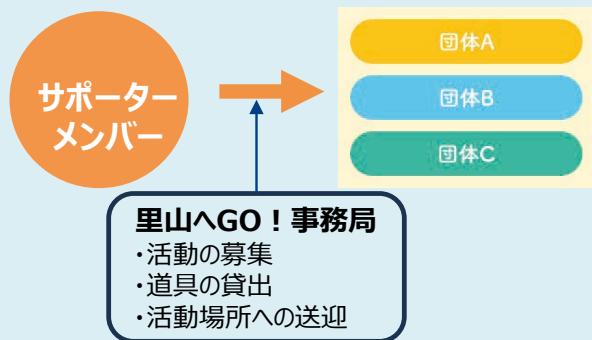 サポーター
メンバー
団体A
団体B
団体C
里山へGO！事務局
・活動の募集
・道具の貸出
・活動場所への送迎